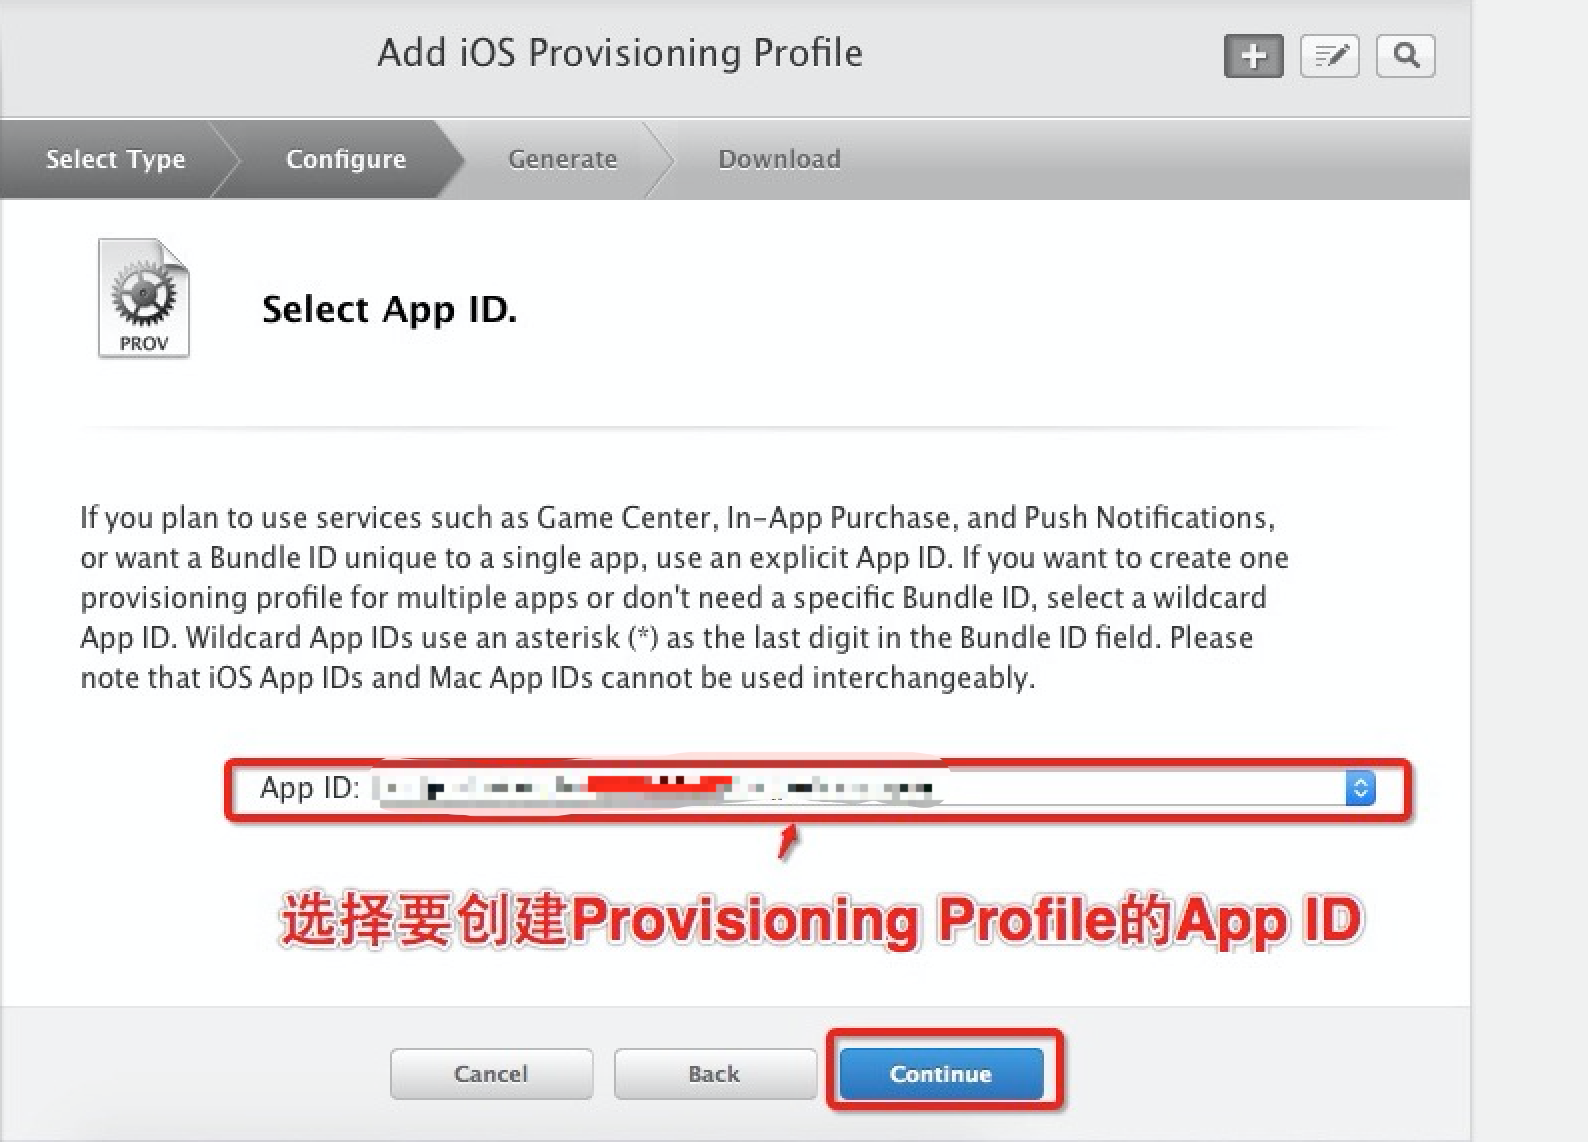 Add iOS Provisioning Profile
Select Type
Configure
Generate
Download
PROV
Select App ID.
If you plan to use services such as Game Center, In-App Purchase, and Push Notifications,
or want a Bundle ID unique to a single app, use an explicit App ID. If you want to create one
provisioning profile for multiple apps or don't need a specific Bundle ID, select a wildcard
App ID. Wildcard App IDs use an asterisk (*) as the last digit in the Bundle ID field. Please
note that iOS App IDs and Mac App IDs cannot be used interchangeably.
App ID:
选择要创建Provisioning Profile的App ID
Cancel
Back
Continue